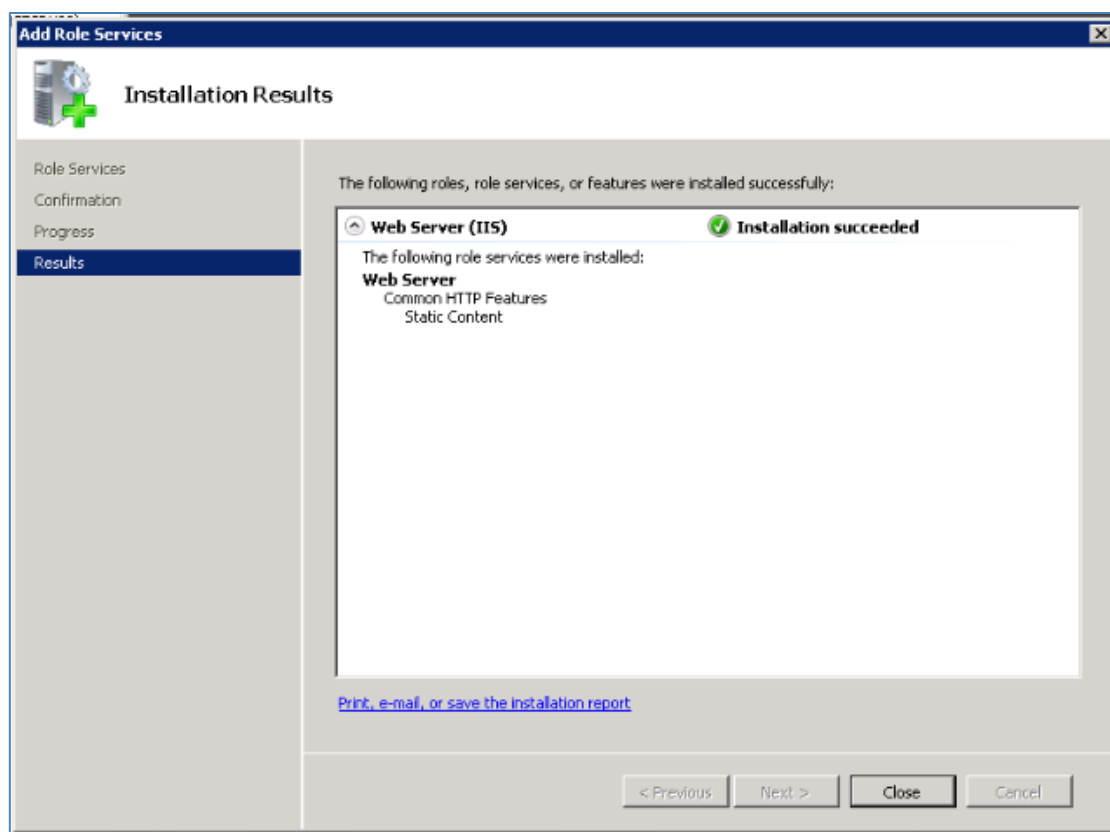 Add Role Services
Installation Results
Role Services
Confirmation
Progress
Results
The following roles, role services, or features were installed successfully:
Web Server (IIS) Installation succeeded
The following role services were installed:
Web Server
Common HTTP Features
Static Content
Print, e-mail, or save the installation report
< Previous Next > Close Cancel